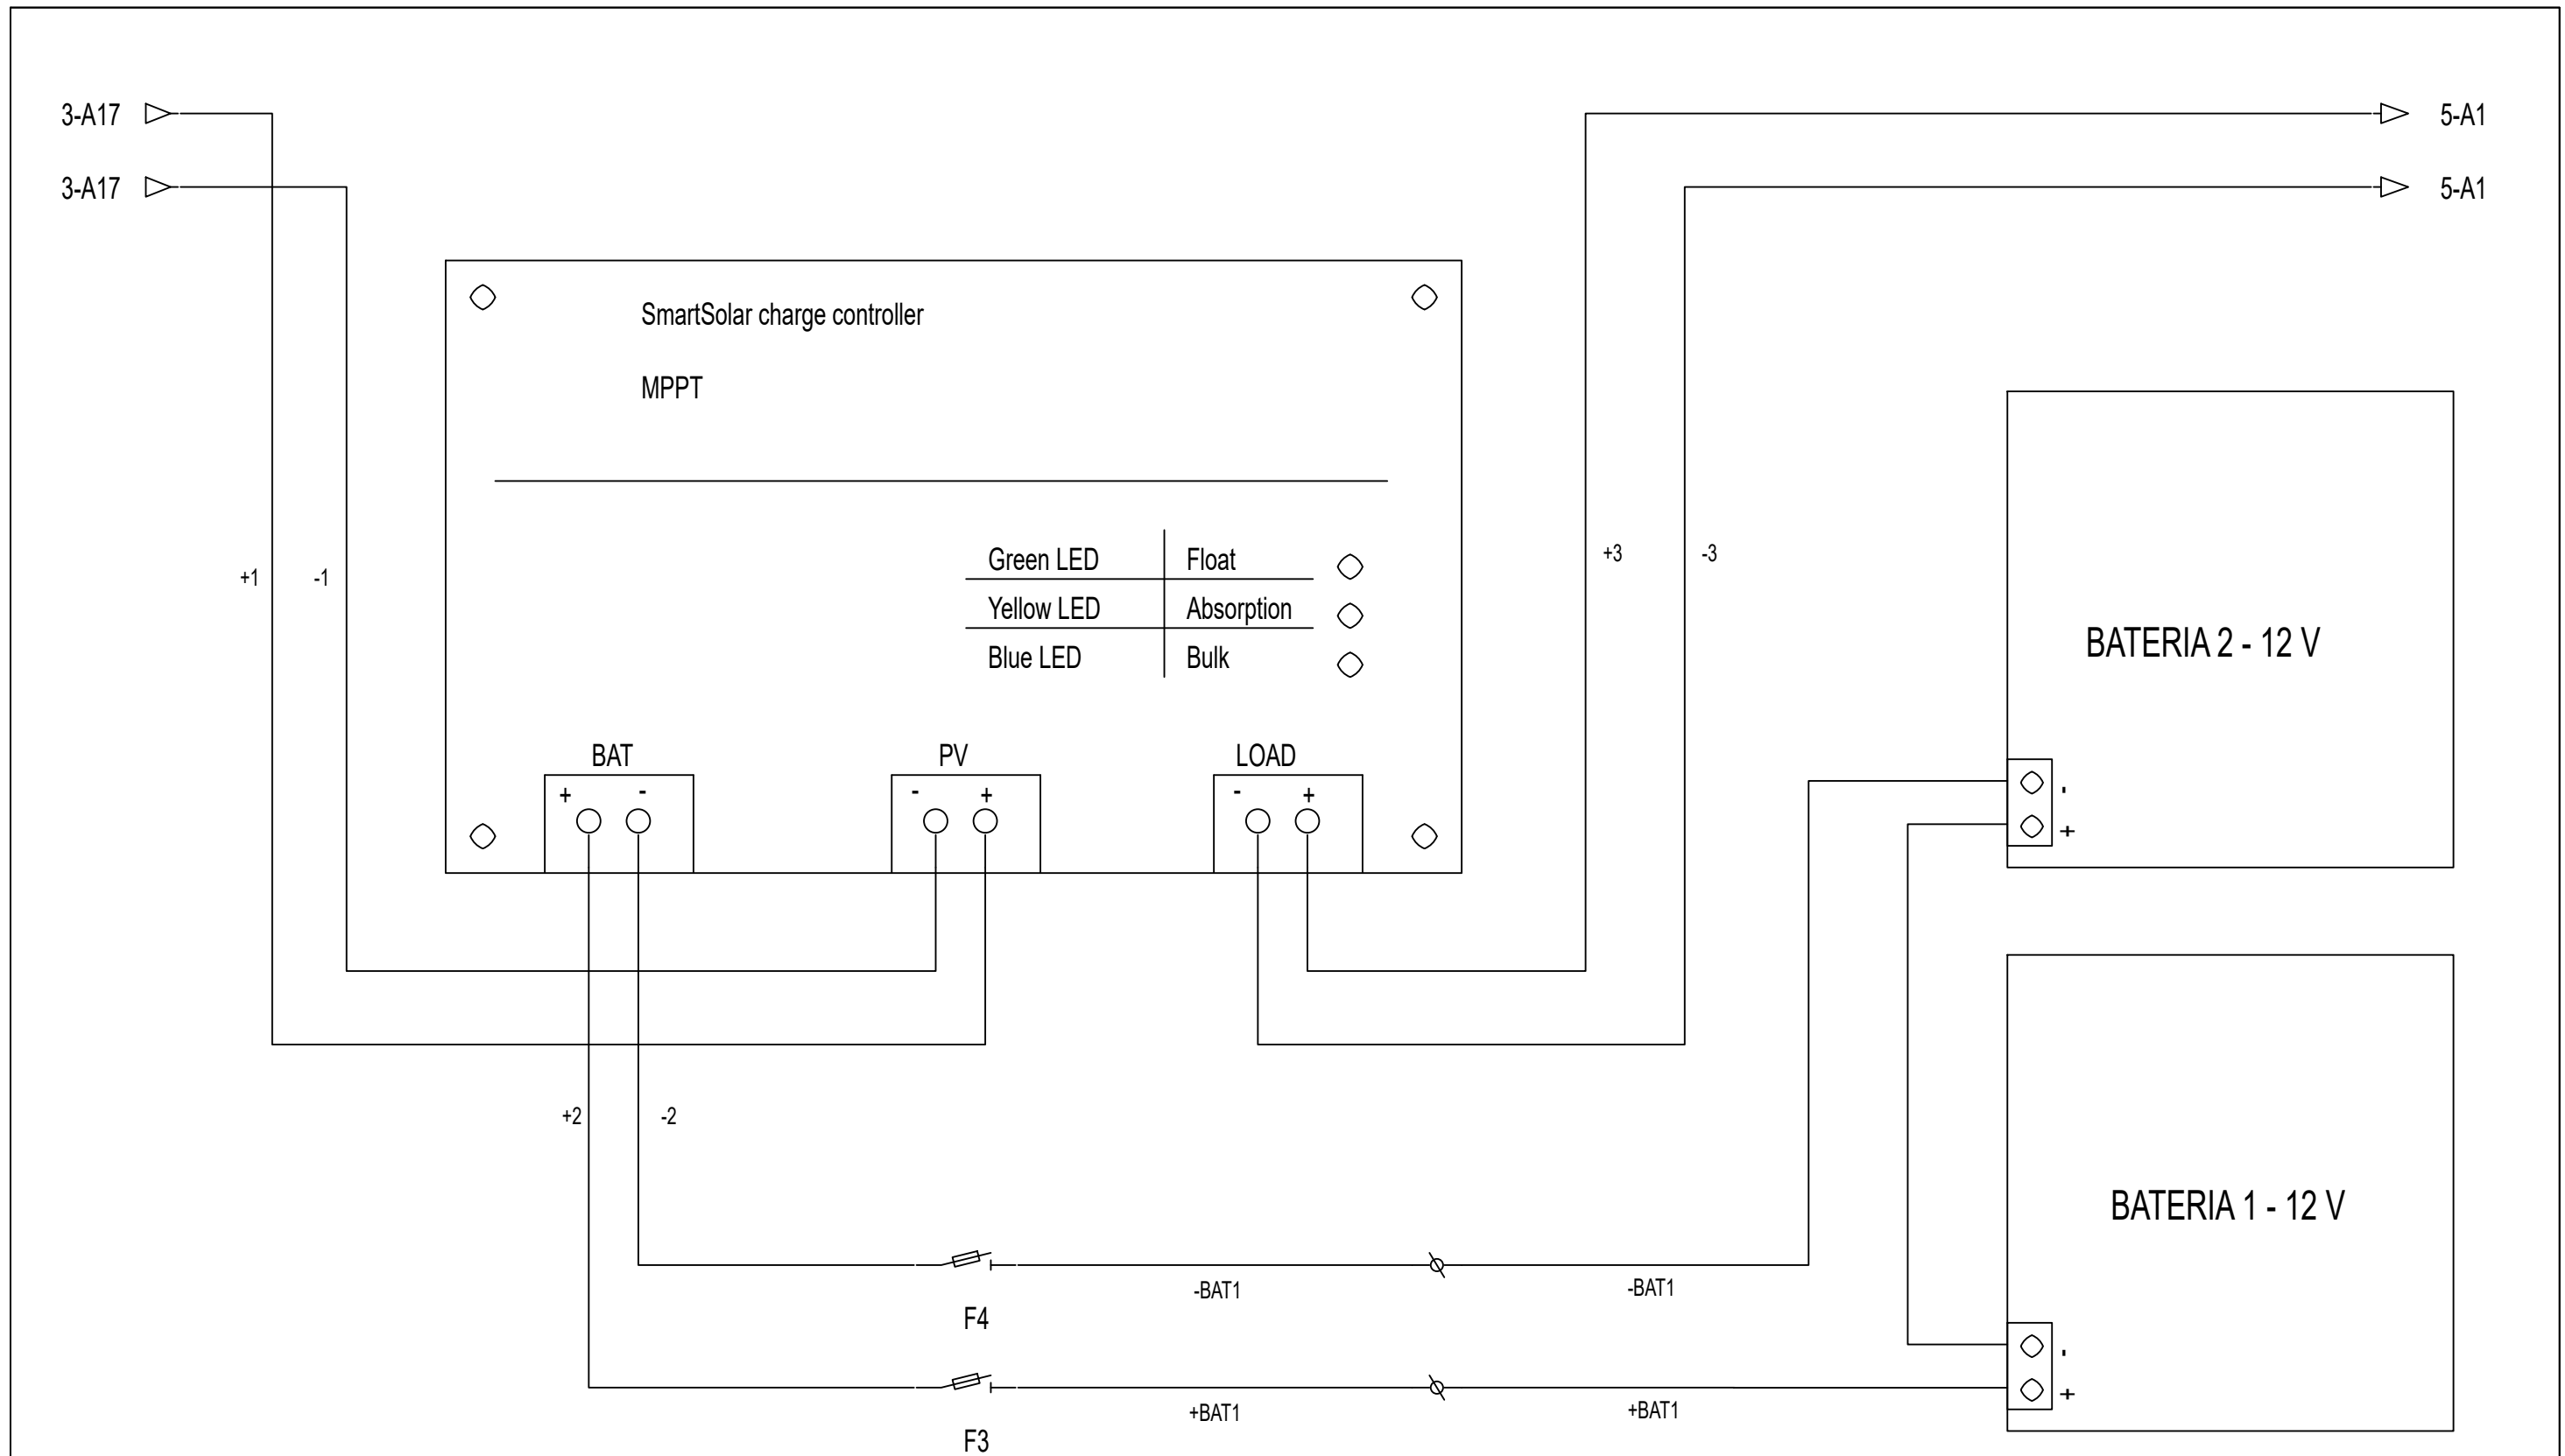 3-A17
5-A1
3-A17
5-A1
SmartSolar charge controller
MPPT
Green LED Float
Yellow LED Absorption
Blue LED Bulk
+1
-1
+3
-3
BATERIA 2 - 12 V
BAT
PV
LOAD
+ -
- +
- +
-
+
+2
-2
BATERIA 1 - 12 V
-BAT1
-BAT1
F4
-
+
+BAT1
+BAT1
F3